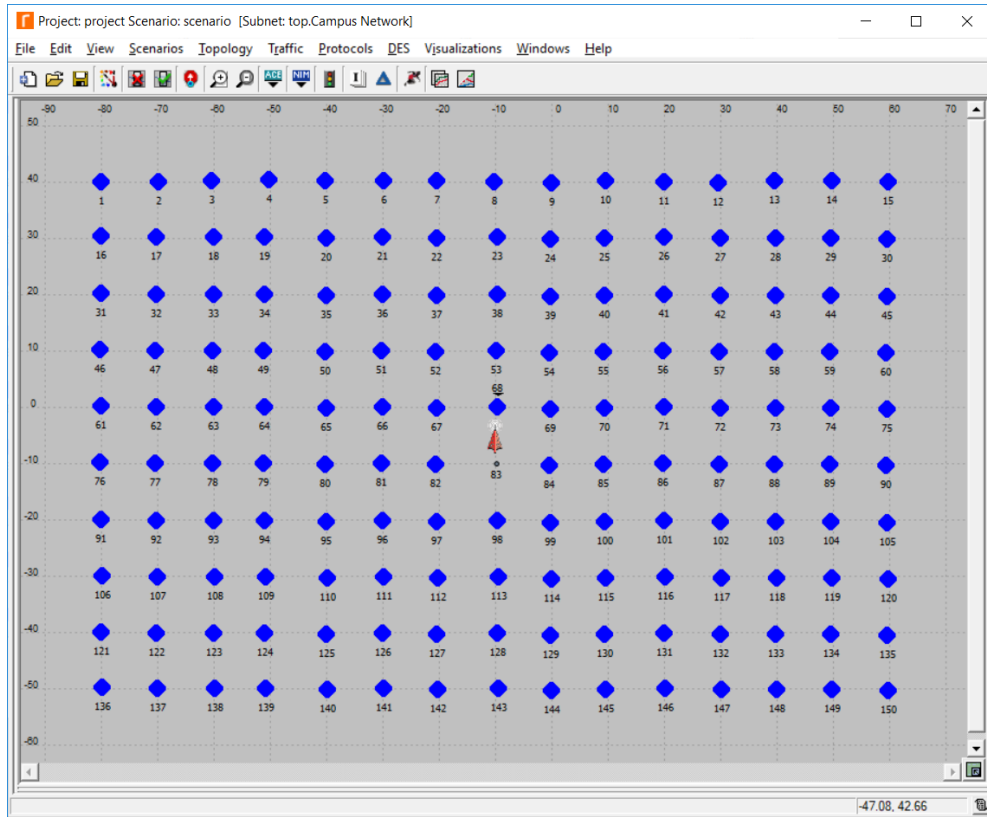 Project: project Scenario: scenario [Subnet: top.Campus Network]
File Edit View Scenarios Topology Traffic Protocols DES Visualizations Windows Help
ACE NIM
-90 -80 -70 -60 -50 -40 -30 -20 -10 0 10 20 30 40 50 60 70
50
40
1 2 3 4 5 6 7 8 9 10 11 12 13 14 15
30
16 17 18 19 20 21 22 23 24 25 26 27 28 29 30
20
31 32 33 34 35 36 37 38 39 40 41 42 43 44 45
10
46 47 48 49 50 51 52 53 54 55 56 57 58 59 60
68
0
61 62 63 64 65 66 67 69 70 71 72 73 74 75
-10
76 77 78 79 80 81 82 83 84 85 86 87 88 89 90
-20
91 92 93 94 95 96 97 98 99 100 101 102 103 104 105
-30
106 107 108 109 110 111 112 113 114 115 116 117 118 119 120
-40
121 122 123 124 125 126 127 128 129 130 131 132 133 134 135
-50
136 137 138 139 140 141 142 143 144 145 146 147 148 149 150
-60
-47.08, 42.66